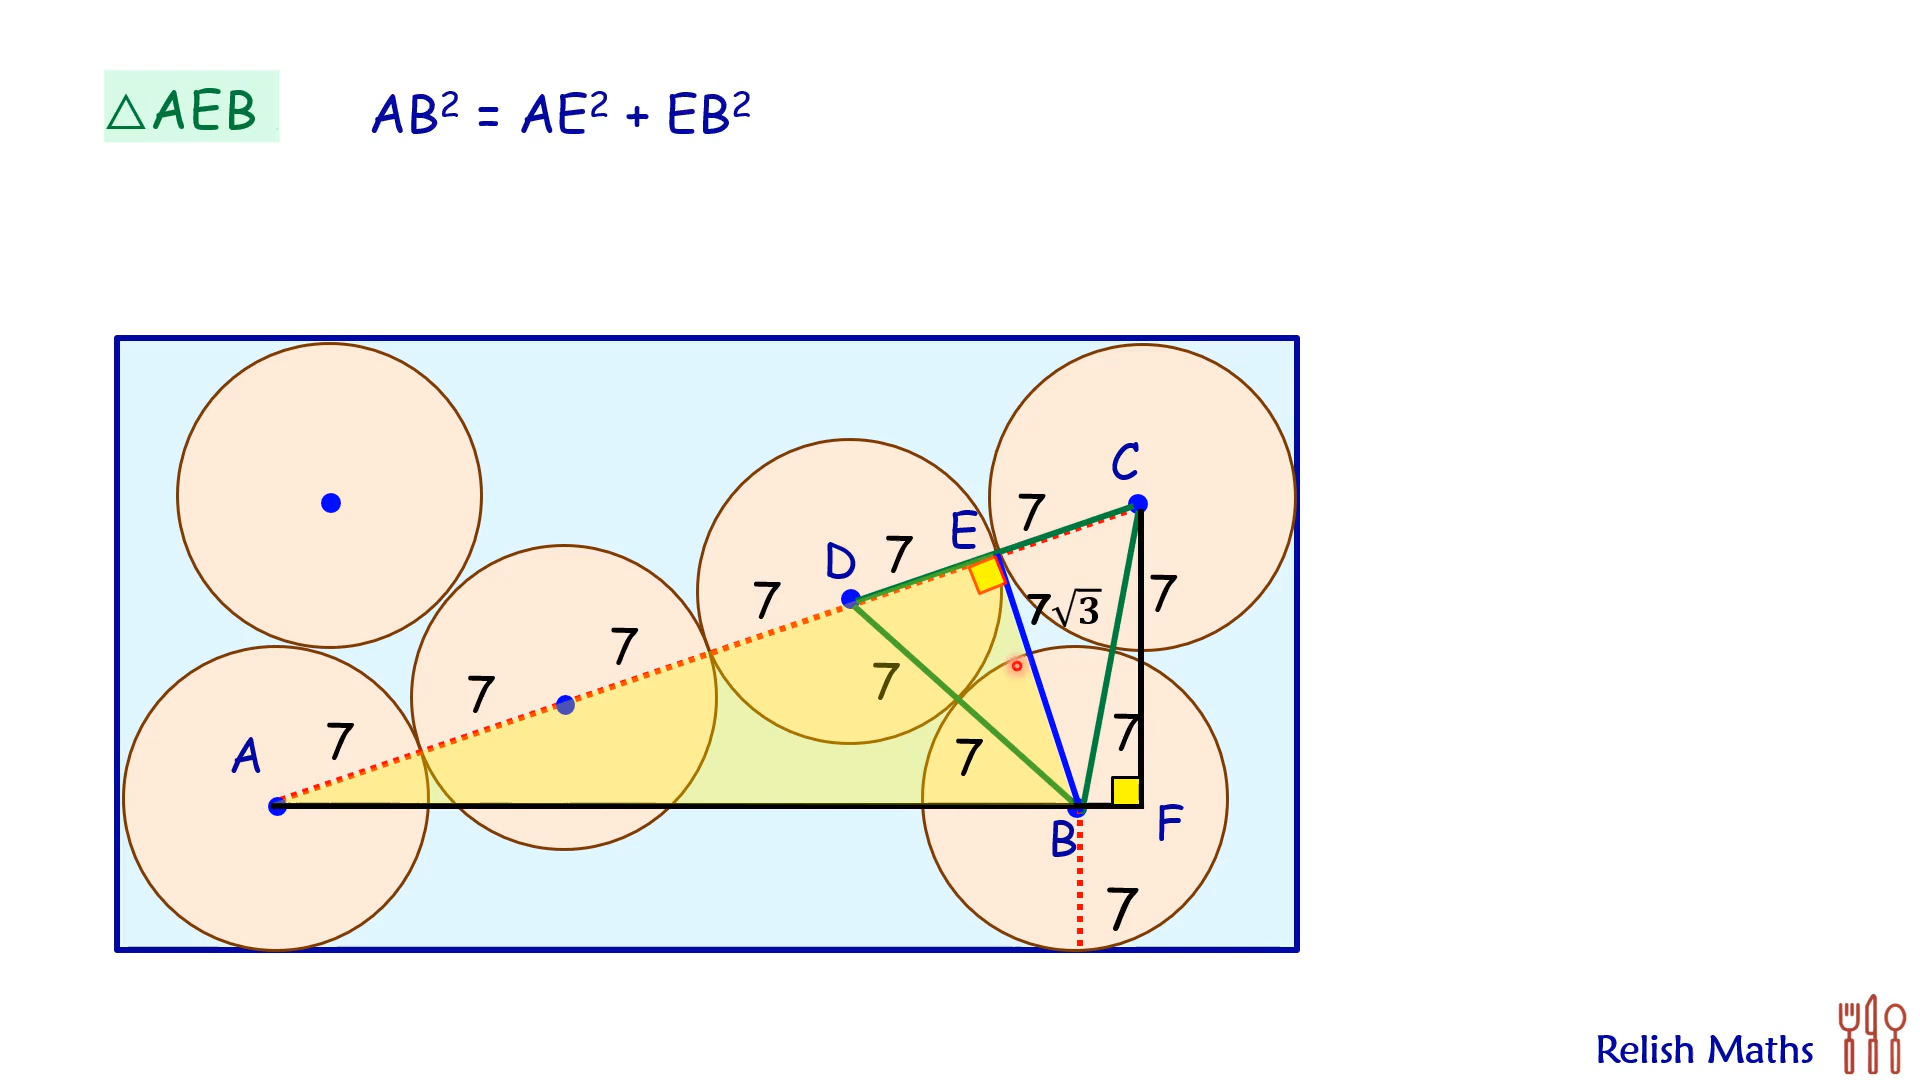 △AEB AB² = AE² + EB²
C
7
E
D 7
7
7√3
7
7
7
7
7
7
7
A
B
F
7
Relish Maths